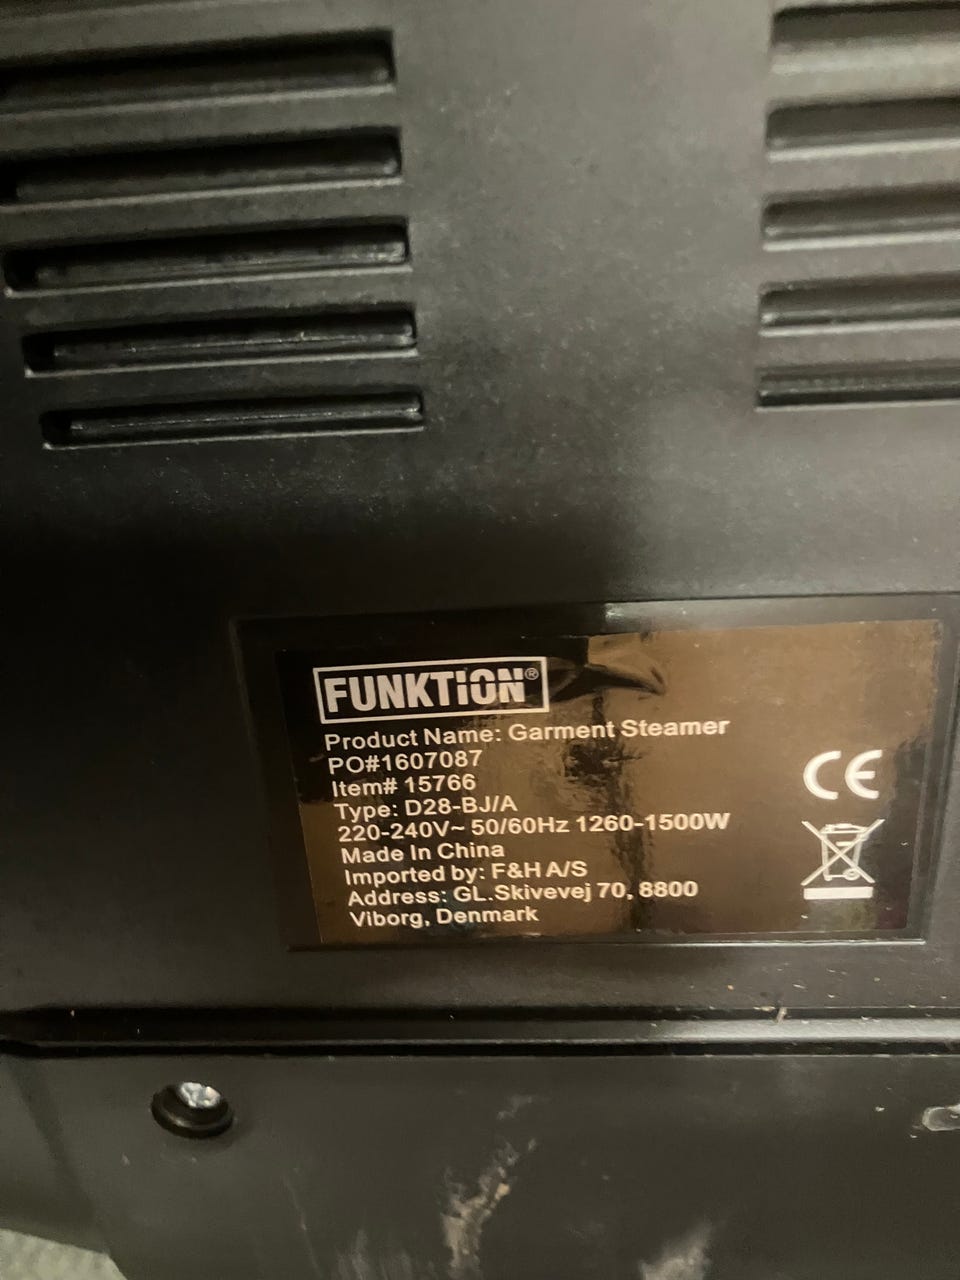 FUNKTiON®
Product Name: Garment Steamer
PO#1607087
Item# 15766
Type: D28-BJ/A
220-240V~ 50/60Hz 1260-1500W
Made In China
Imported by: F&H A/S
Address: GL.Skivevej 70, 8800
Viborg, Denmark
CE